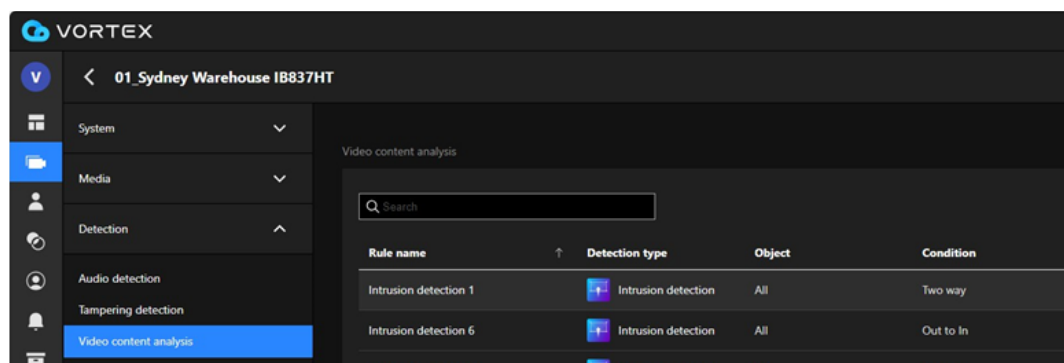 VORTEX
V
01_Sydney Warehouse IB837HT
System
Media
Detection
Audio detection
Tampering detection
Video content analysis
Video content analysis
Search
Rule name ↑ Detection type Object Condition
Intrusion detection 1 Intrusion detection All Two way
Intrusion detection 6 Intrusion detection All Out to In